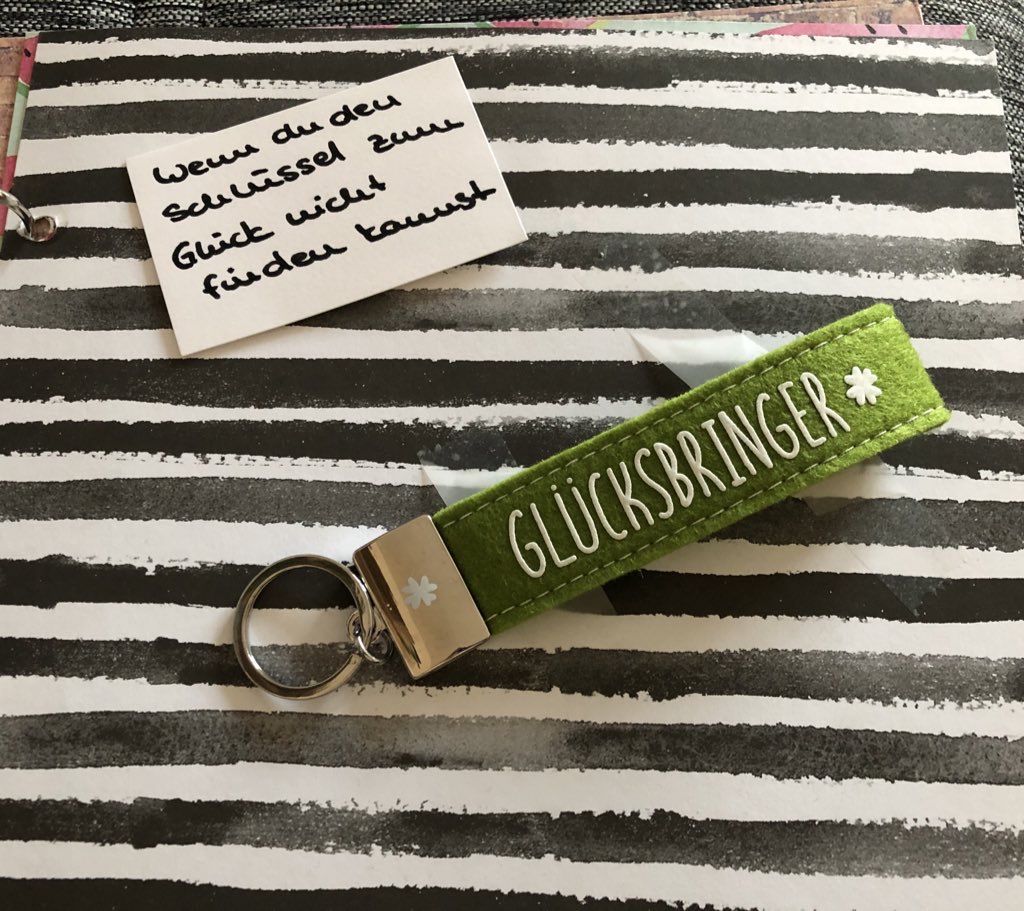 Wenn du den
Schlüssel zum
Glück nicht
finden kannst
GLÜCKSBRINGER